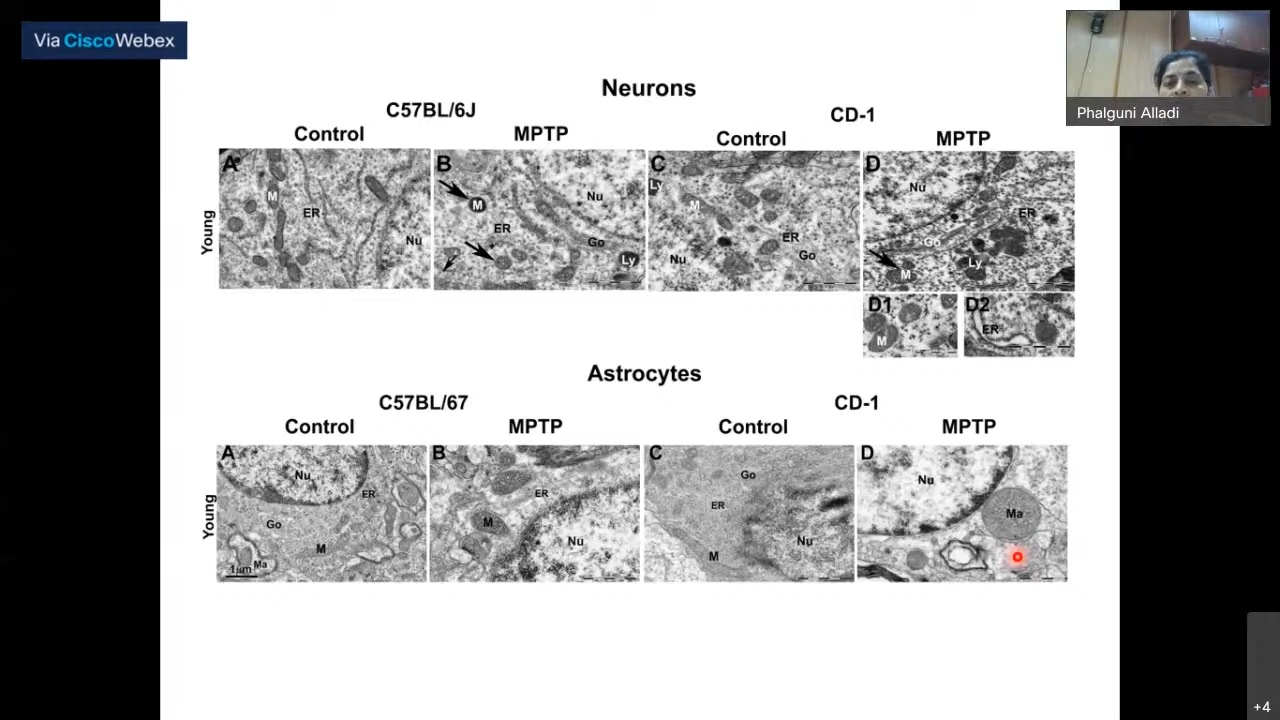 Via CiscoWebex
Phalguni Alladi
Neurons
C57BL/6J
CD-1
Control
MPTP
Control
MPTP
Young
A
M
ER
Nu
B
M
Nu
ER
Go
Ly
C
Ly
M
ER
Nu
Go
D
Nu
ER
Go
Ly
M
D1
M
D2
ER
Astrocytes
C57BL/67
CD-1
Control
MPTP
Control
MPTP
Young
A
Nu
ER
Go
M
Ma
1µm
B
ER
M
Nu
C
Go
ER
Nu
M
D
Nu
Ma
+4